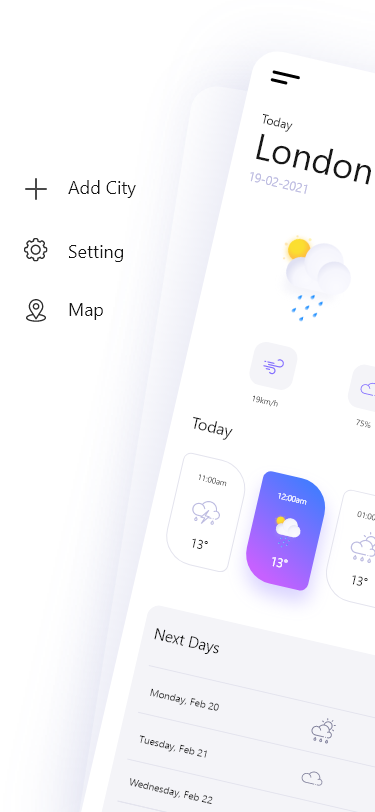 Add City
Setting
Map
Today
London
19-02-2021
19km/h
75%
Today
11:00am
13°
12:00am
13°
01:00
13°
Next Days
Monday, Feb 20
Tuesday, Feb 21
Wednesday, Feb 22